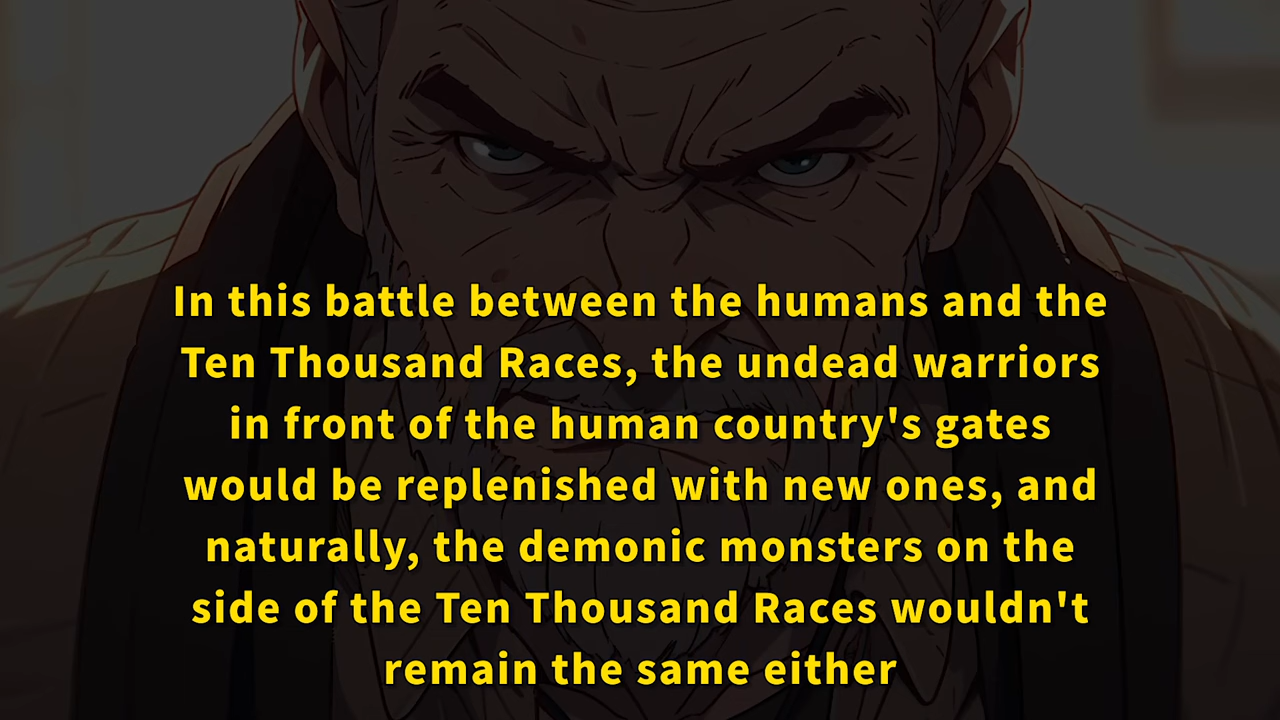 In this battle between the humans and the
Ten Thousand Races, the undead warriors
in front of the human country's gates
would be replenished with new ones, and
naturally, the demonic monsters on the
side of the Ten Thousand Races wouldn't
remain the same either